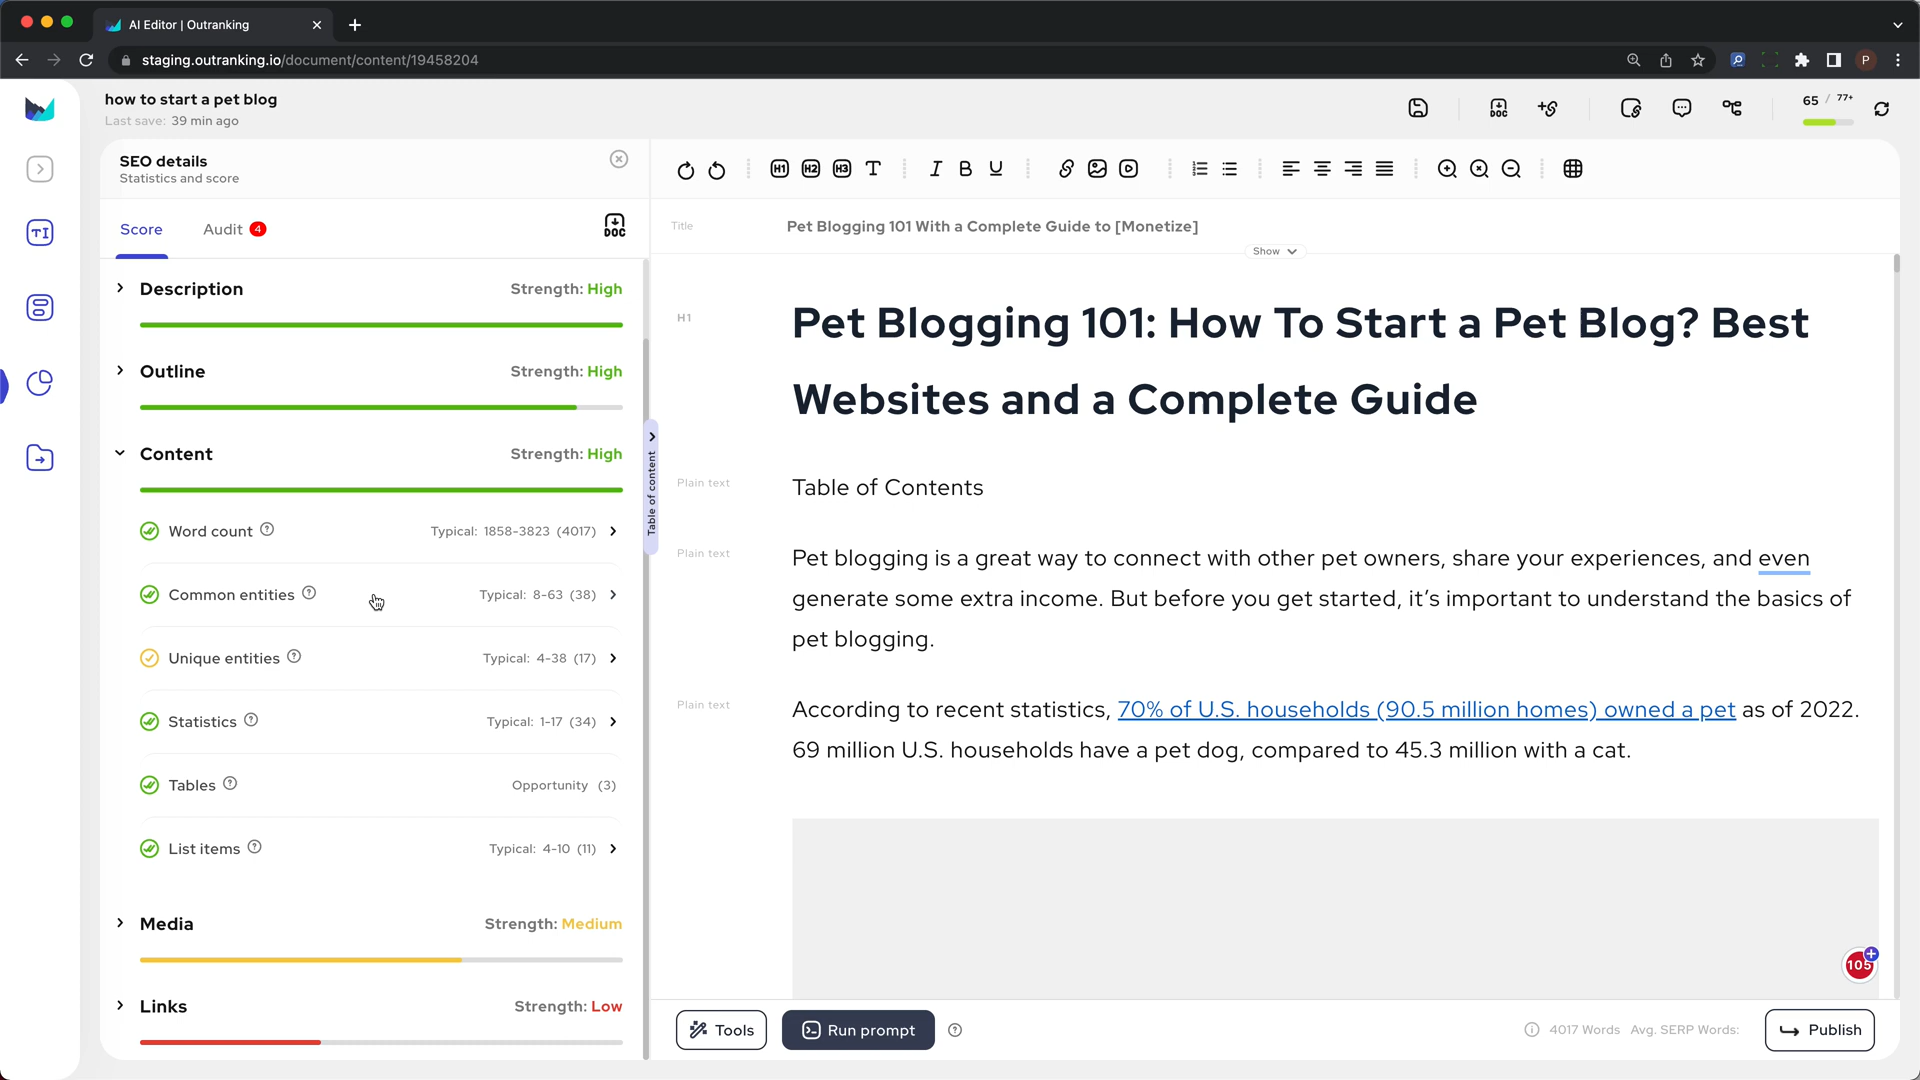 AI Editor | Outranking
staging.outranking.io/document/content/19458204
P
how to start a pet blog
Last save: 39 min ago
DOC
65 / 77+
SEO details
Statistics and score
H1 H2 H3 T I B U
Score
Audit 4
DOC
Title
Pet Blogging 101 With a Complete Guide to [Monetize]
Show
Description
Strength: High
Outline
Strength: High
Content
Strength: High
Word count
Typical: 1858-3823 (4017)
Common entities
Typical: 8-63 (38)
Unique entities
Typical: 4-38 (17)
Statistics
Typical: 1-17 (34)
Tables
Opportunity (3)
List items
Typical: 4-10 (11)
Media
Strength: Medium
Links
Strength: Low
Table of content
H1
Pet Blogging 101: How To Start a Pet Blog? Best
Websites and a Complete Guide
Plain text
Table of Contents
Plain text
Pet blogging is a great way to connect with other pet owners, share your experiences, and even
generate some extra income. But before you get started, it's important to understand the basics of
pet blogging.
Plain text
According to recent statistics, 70% of U.S. households (90.5 million homes) owned a pet as of 2022.
69 million U.S. households have a pet dog, compared to 45.3 million with a cat.
105
Tools
Run prompt
4017 Words
Avg. SERP Words:
Publish